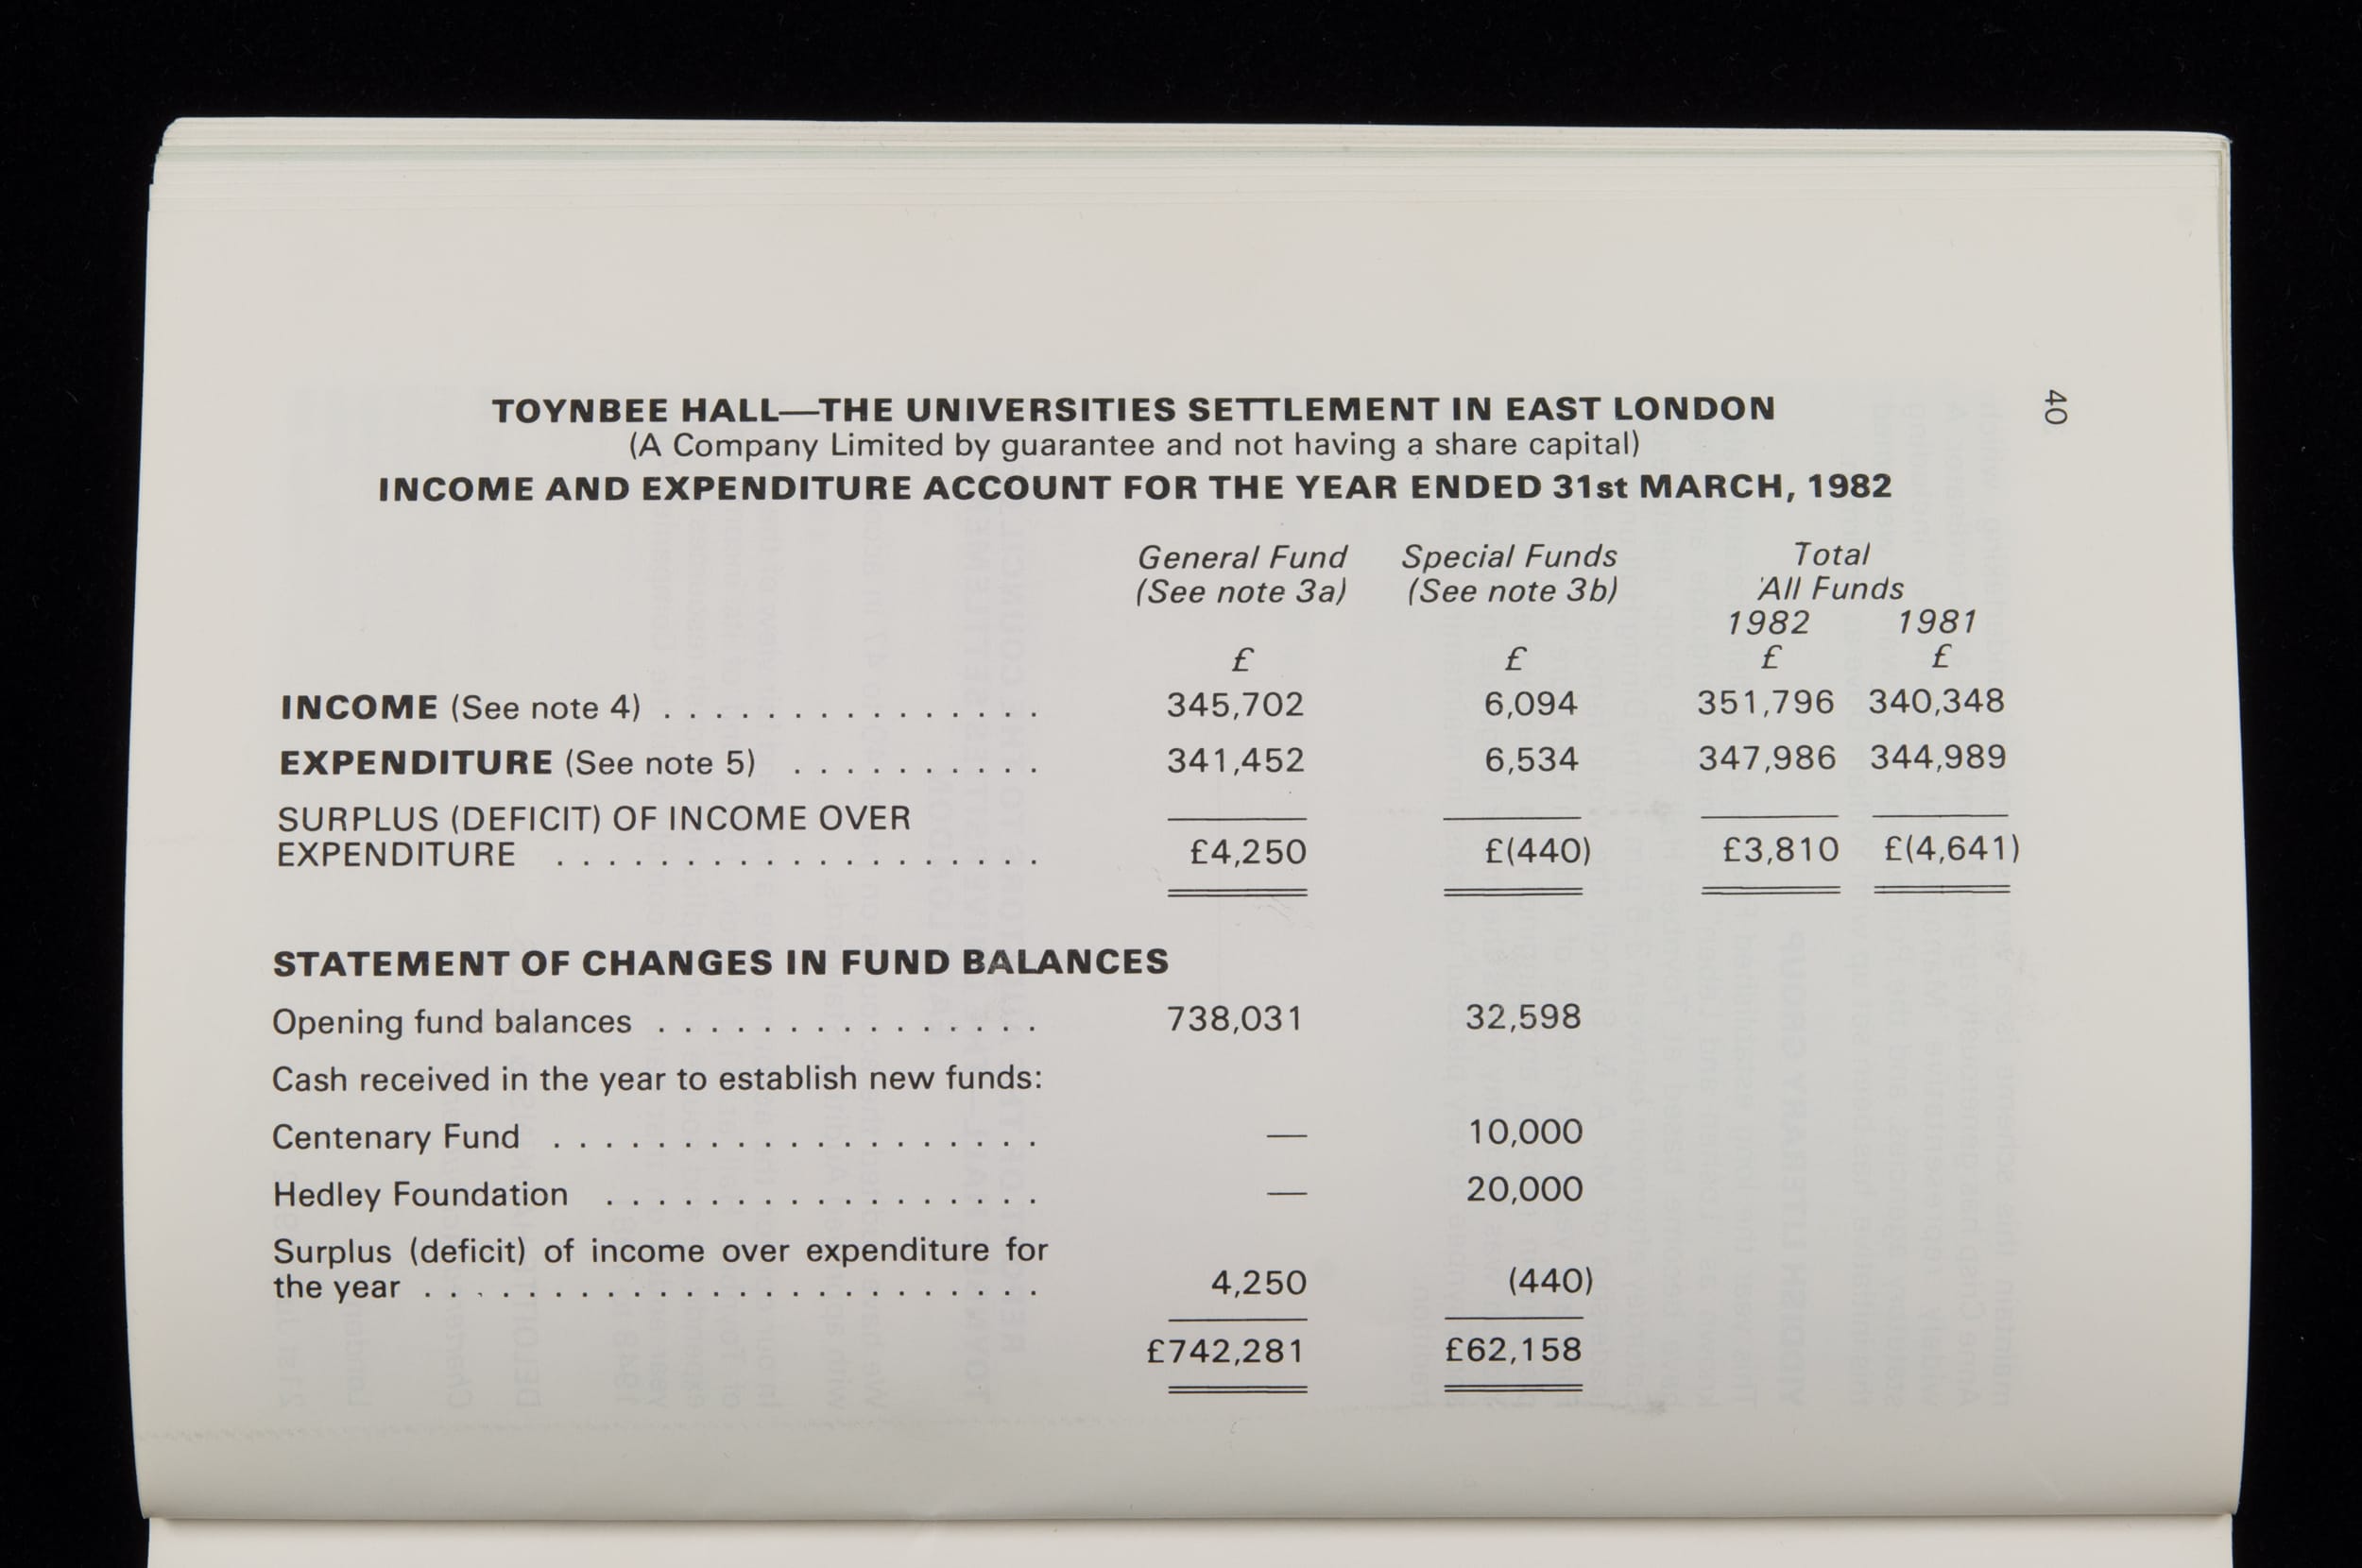 40
TOYNBEE HALL—THE UNIVERSITIES SETTLEMENT IN EAST LONDON
(A Company Limited by guarantee and not having a share capital)
INCOME AND EXPENDITURE ACCOUNT FOR THE YEAR ENDED 31st MARCH, 1982
General Fund Special Funds Total
(See note 3a) (See note 3b) All Funds
1982 1981
£ £ £ £
INCOME (See note 4) . . . . . . . . . . . . . . . 345,702 6,094 351,796 340,348
EXPENDITURE (See note 5) . . . . . . . . . . 341,452 6,534 347,986 344,989
SURPLUS (DEFICIT) OF INCOME OVER
EXPENDITURE . . . . . . . . . . . . . . . . . . . £4,250 £(440) £3,810 £(4,641)
STATEMENT OF CHANGES IN FUND BALANCES
Opening fund balances . . . . . . . . . . . . . . . 738,031 32,598
Cash received in the year to establish new funds:
Centenary Fund . . . . . . . . . . . . . . . . . . . — 10,000
Hedley Foundation . . . . . . . . . . . . . . . . . — 20,000
Surplus (deficit) of income over expenditure for
the year . . . . . . . . . . . . . . . . . . . . . . . . 4,250 (440)
£742,281 £62,158